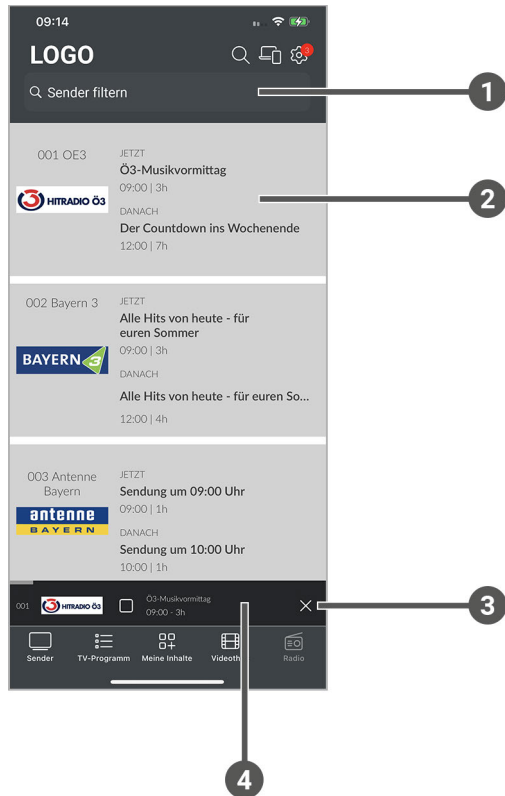 09:14
LOGO
3
Sender filtern
1
001 OE3
HITRADIO Ö3
JETZT
Ö3-Musikvormittag
09:00 | 3h
DANACH
Der Countdown ins Wochenende
12:00 | 7h
2
002 Bayern 3
BAYERN 3
JETZT
Alle Hits von heute - für
euren Sommer
09:00 | 3h
DANACH
Alle Hits von heute - für euren So...
12:00 | 4h
003 Antenne
Bayern
antenne
BAYERN
JETZT
Sendung um 09:00 Uhr
09:00 | 1h
DANACH
Sendung um 10:00 Uhr
10:00 | 1h
001
HITRADIO Ö3
Ö3-Musikvormittag
09:00 - 3h
3
Sender
TV-Programm
Meine Inhalte
Videoth
Radio
4